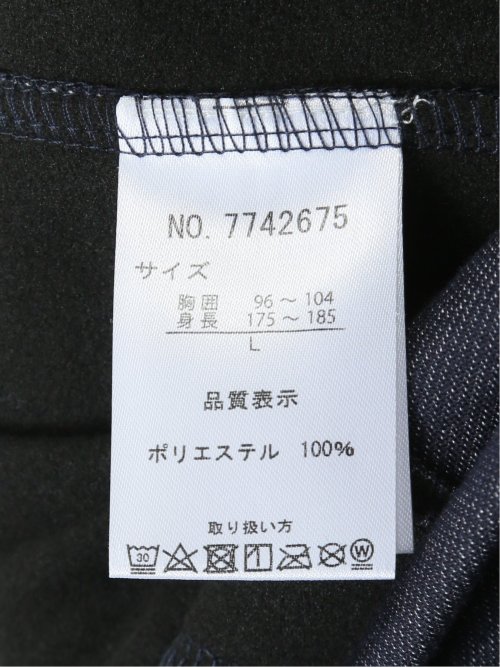 NO. 7742675
サイズ
胸囲 96～104
身長 175～185
L
品質表示
ポリエステル 100%
取り扱い方
30 W